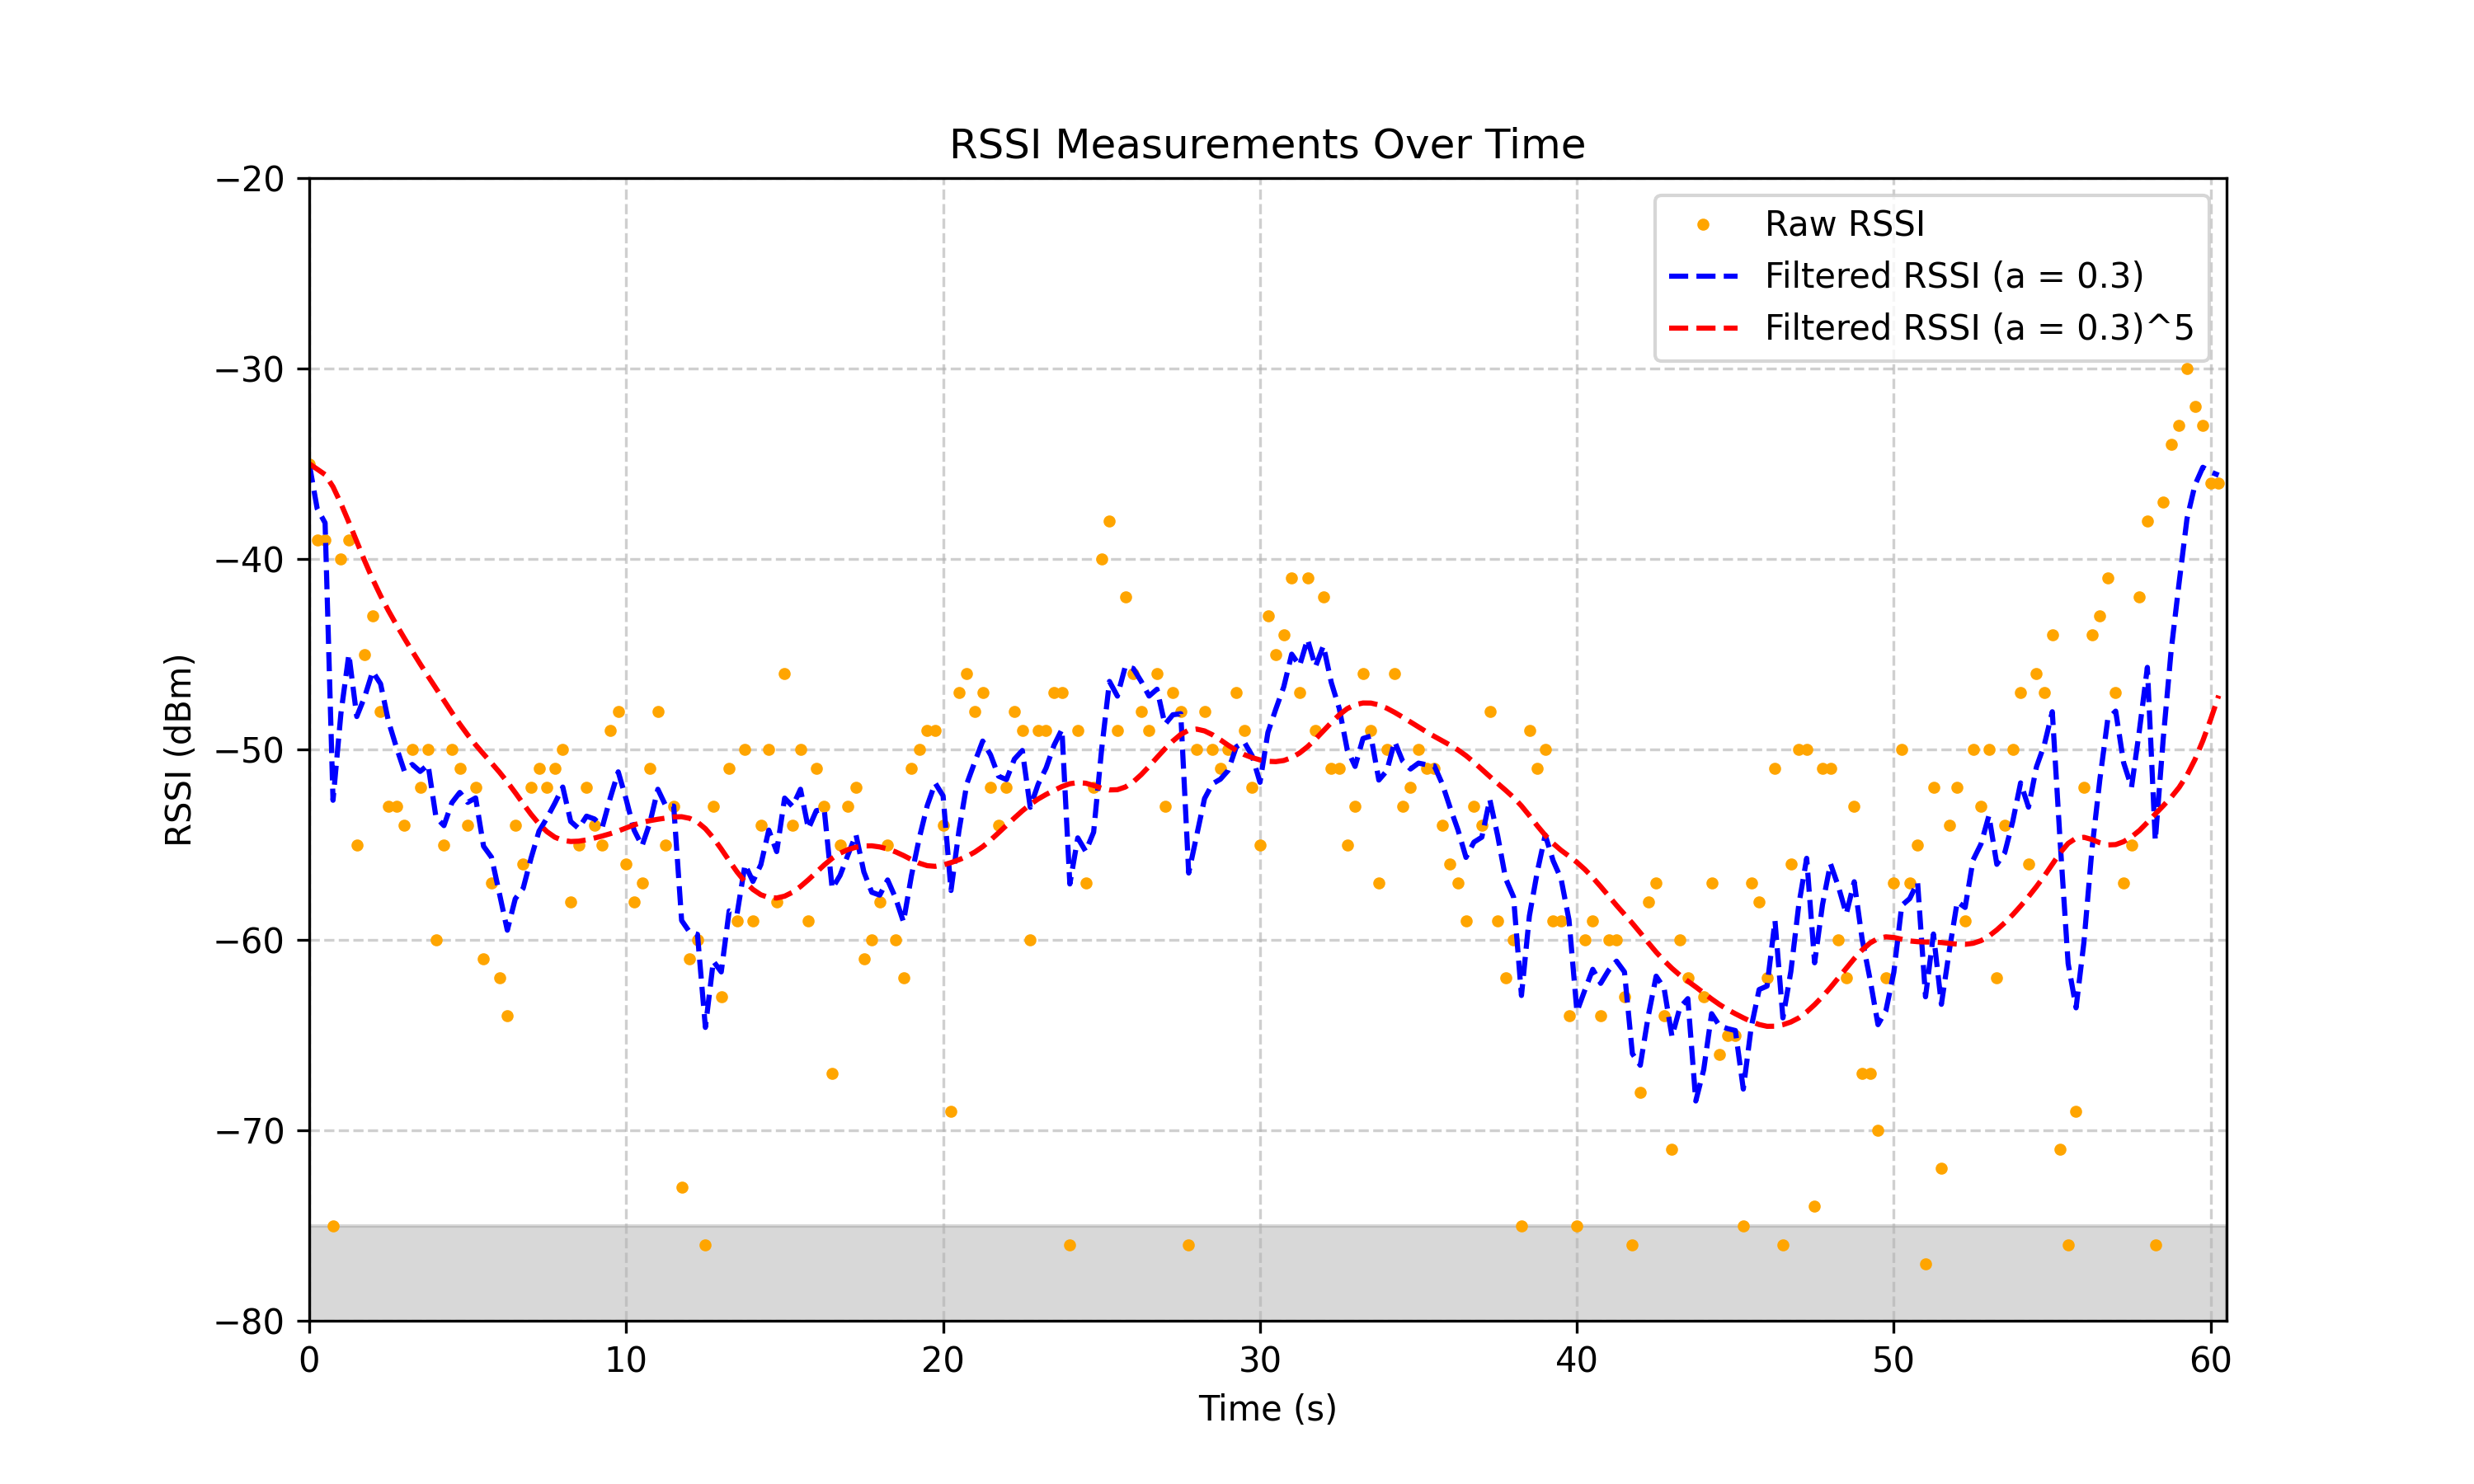 RSSI Measurements Over Time
−20
−30
−40
−50
−60
−70
−80
RSSI (dBm)
Raw RSSI
Filtered RSSI (a = 0.3)
Filtered RSSI (a = 0.3)^5
0 10 20 30 40 50 60
Time (s)